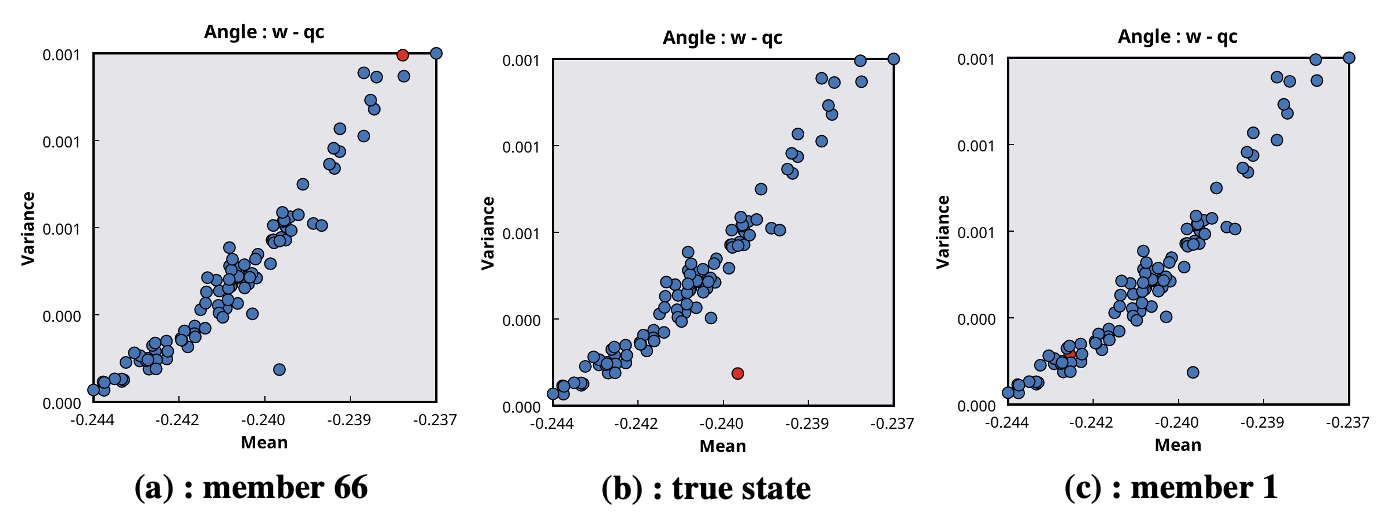 Angle : w - qc
0.001
0.001
0.001
0.000
0.000
Variance
-0.244
-0.242
-0.240
-0.239
-0.237
Mean
(a) : member 66
Angle : w - qc
0.001
0.001
0.001
0.000
0.000
Variance
-0.244
-0.242
-0.240
-0.239
-0.237
Mean
(b) : true state
Angle : w - qc
0.001
0.001
0.001
0.000
0.000
Variance
-0.244
-0.242
-0.240
-0.239
-0.237
Mean
(c) : member 1